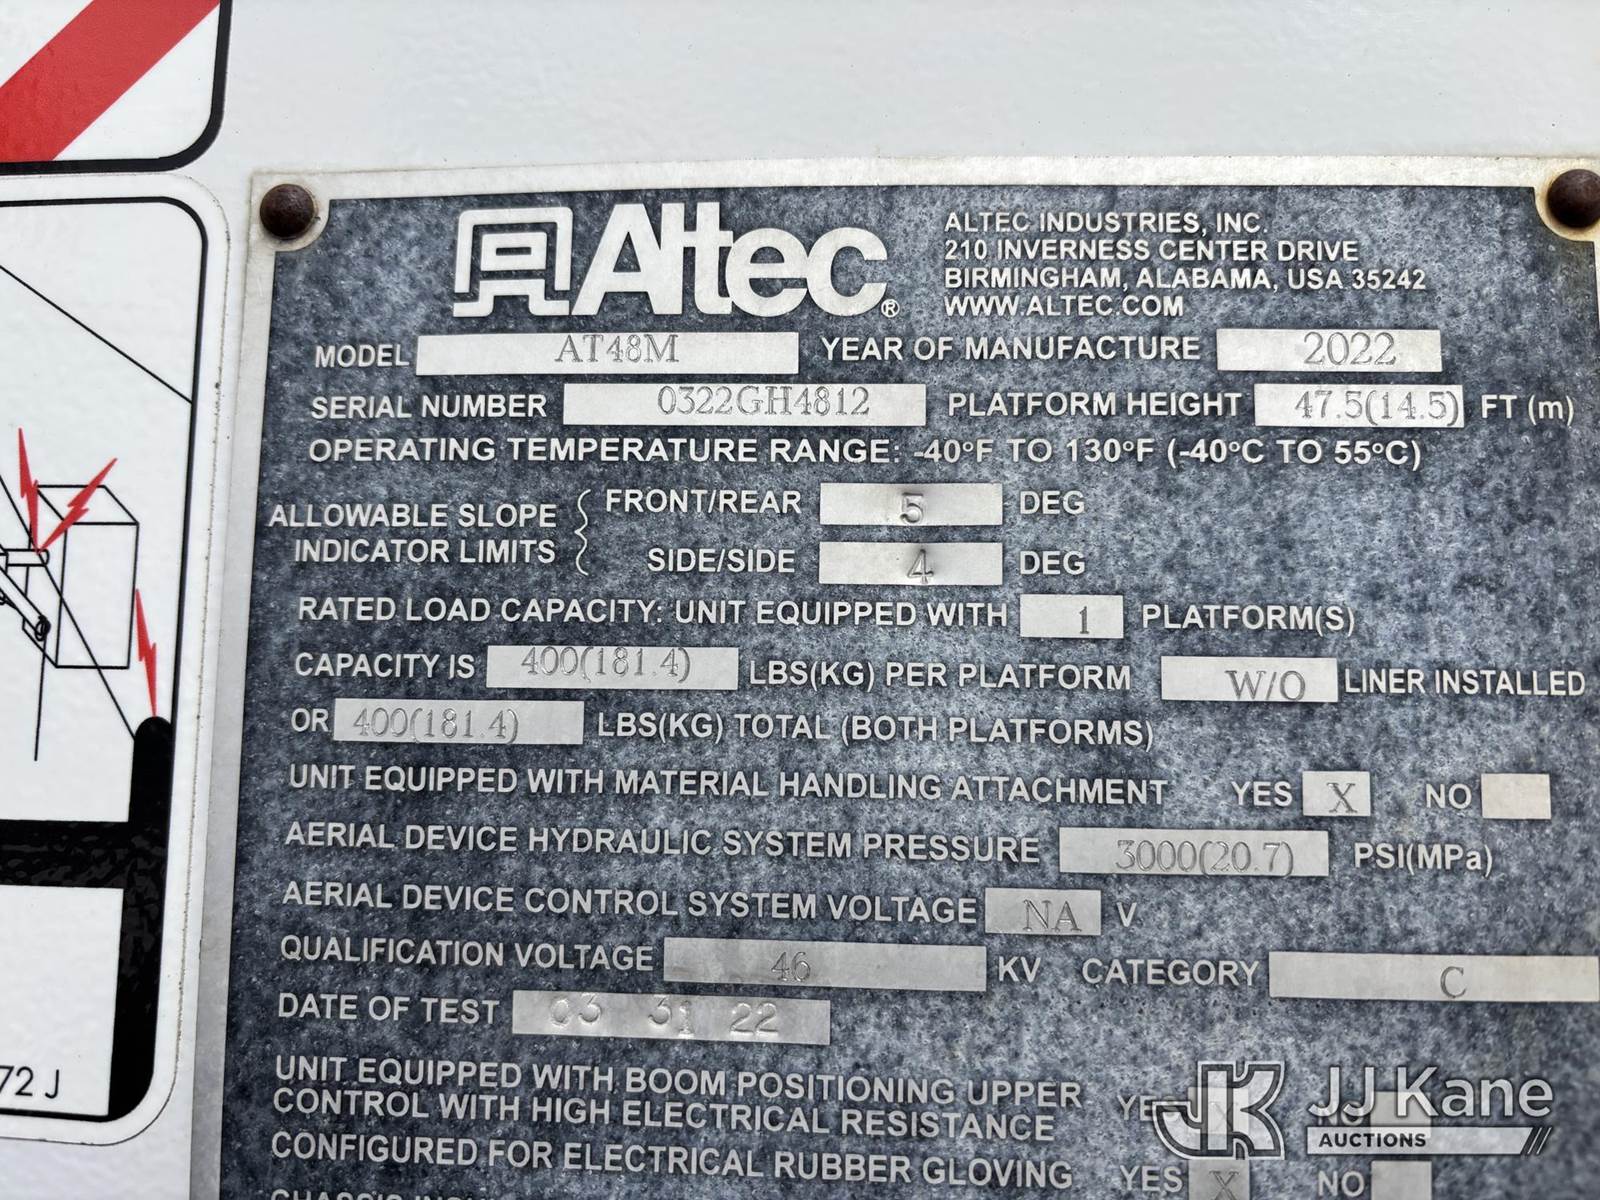 Altec®
ALTEC INDUSTRIES, INC.
210 INVERNESS CENTER DRIVE
BIRMINGHAM, ALABAMA, USA 35242
WWW.ALTEC.COM
MODEL AT48M YEAR OF MANUFACTURE 2022
SERIAL NUMBER 0322GH4812 PLATFORM HEIGHT 47.5(14.5) FT (m)
OPERATING TEMPERATURE RANGE: -40°F TO 130°F (-40°C TO 55°C)
ALLOWABLE SLOPE INDICATOR LIMITS { FRONT/REAR 5 DEG
SIDE/SIDE 4 DEG
RATED LOAD CAPACITY: UNIT EQUIPPED WITH 1 PLATFORM(S)
CAPACITY IS 400(181.4) LBS(KG) PER PLATFORM W/O LINER INSTALLED
OR 400(181.4) LBS(KG) TOTAL (BOTH PLATFORMS)
UNIT EQUIPPED WITH MATERIAL HANDLING ATTACHMENT YES X NO
AERIAL DEVICE HYDRAULIC SYSTEM PRESSURE 3000(20.7) PSI(MPa)
AERIAL DEVICE CONTROL SYSTEM VOLTAGE NA V
QUALIFICATION VOLTAGE 46 KV CATEGORY C
DATE OF TEST 03 31 22
UNIT EQUIPPED WITH BOOM POSITIONING UPPER
CONTROL WITH HIGH ELECTRICAL RESISTANCE YES NO
CONFIGURED FOR ELECTRICAL RUBBER GLOVING YES X NO
72 J
JJ Kane
AUCTIONS